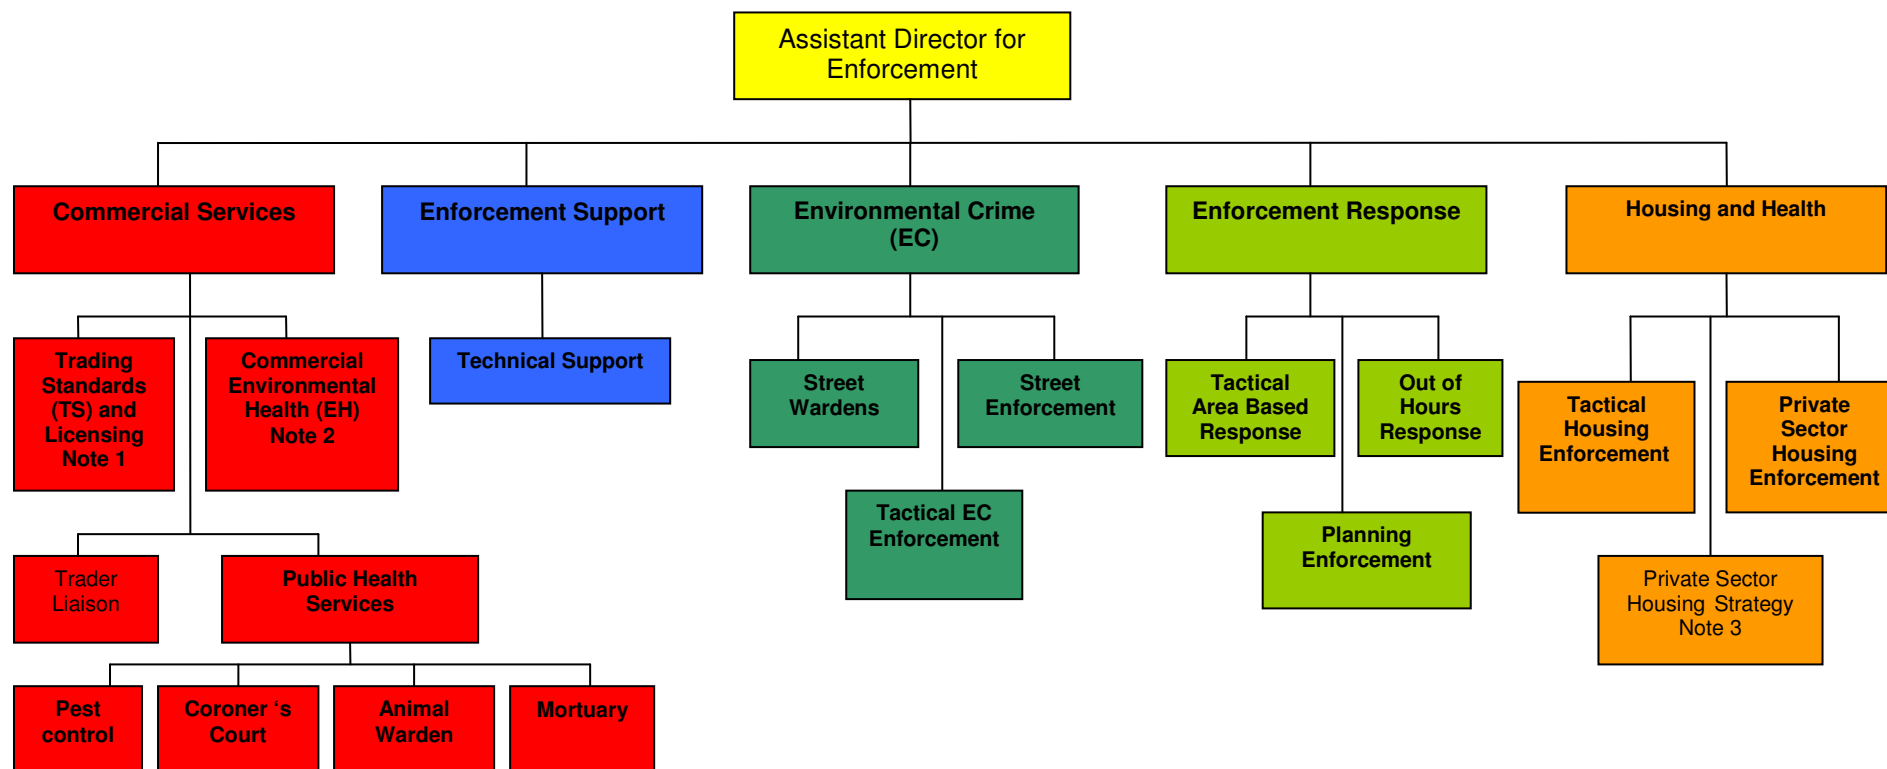 Assistant Director for
Enforcement
Commercial Services
Enforcement Support
Environmental Crime
(EC)
Enforcement Response
Housing and Health
Trading
Standards
(TS) and
Licensing
Note 1
Commercial
Environmental
Health (EH)
Note 2
Technical Support
Street
Wardens
Street
Enforcement
Tactical EC
Enforcement
Tactical
Area Based
Response
Out of
Hours
Response
Planning
Enforcement
Tactical
Housing
Enforcement
Private
Sector
Housing
Enforcement
Private Sector
Housing Strategy
Note 3
Trader
Liaison
Public Health
Services
Pest
control
Coroner ‘s
Court
Animal
Warden
Mortuary